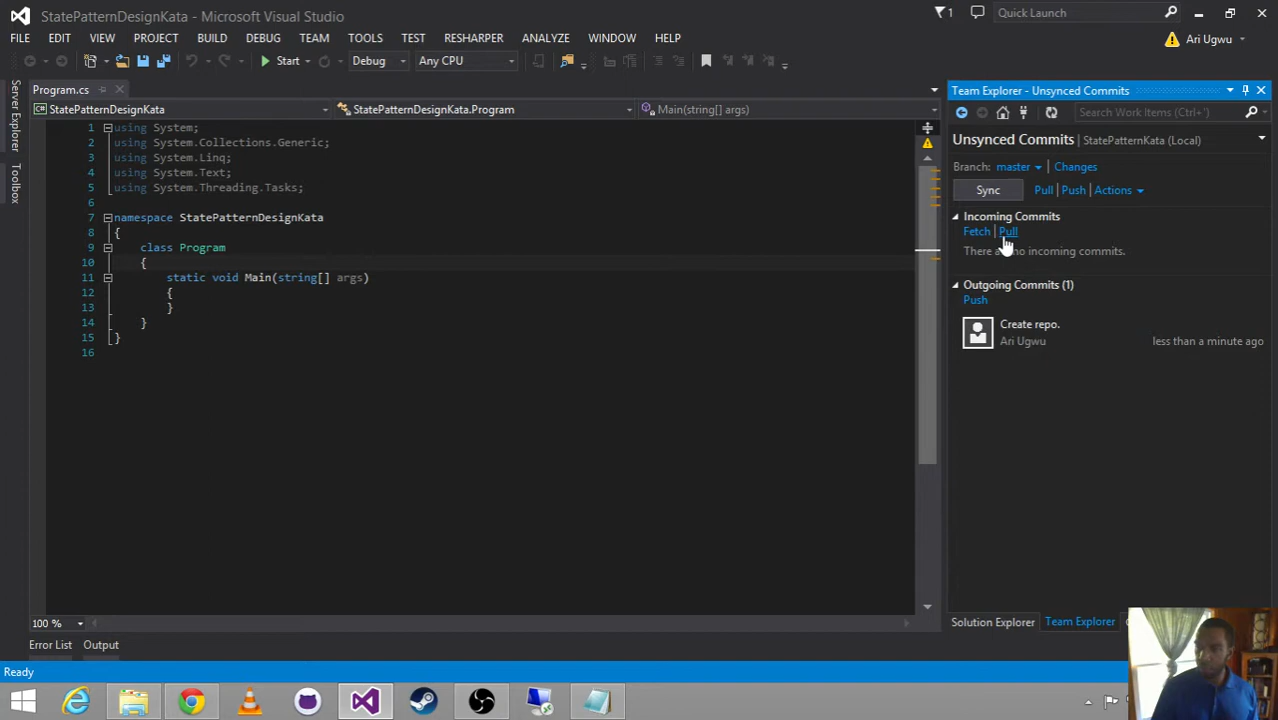 StatePatternDesignKata - Microsoft Visual Studio
1
Quick Launch
FILE EDIT VIEW PROJECT BUILD DEBUG TEAM TOOLS TEST RESHARPER ANALYZE WINDOW HELP
Ari Ugwu
Start
Debug
Any CPU
Server Explorer
Toolbox
Program.cs
StatePatternDesignKata
StatePatternDesignKata.Program
Main(string[] args)
1 using System;
2 using System.Collections.Generic;
3 using System.Linq;
4 using System.Text;
5 using System.Threading.Tasks;
6
7 namespace StatePatternDesignKata
8 {
9 class Program
10 {
11 static void Main(string[] args)
12 {
13 }
14 }
15 }
16
100 %
Team Explorer - Unsynced Commits
Search Work Items (Ctrl+')
Unsynced Commits | StatePatternKata (Local)
Branch: master | Changes
Sync Pull | Push | Actions
Incoming Commits
Fetch | Pull
There a no incoming commits.
Outgoing Commits (1)
Push
Create repo.
Ari Ugwu less than a minute ago
Solution Explorer Team Explorer
Error List Output
Ready